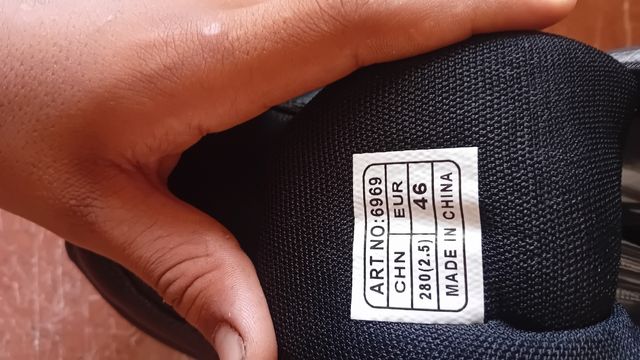 ART NO:6969
CHN EUR
280(2.5) 46
MADE IN CHINA